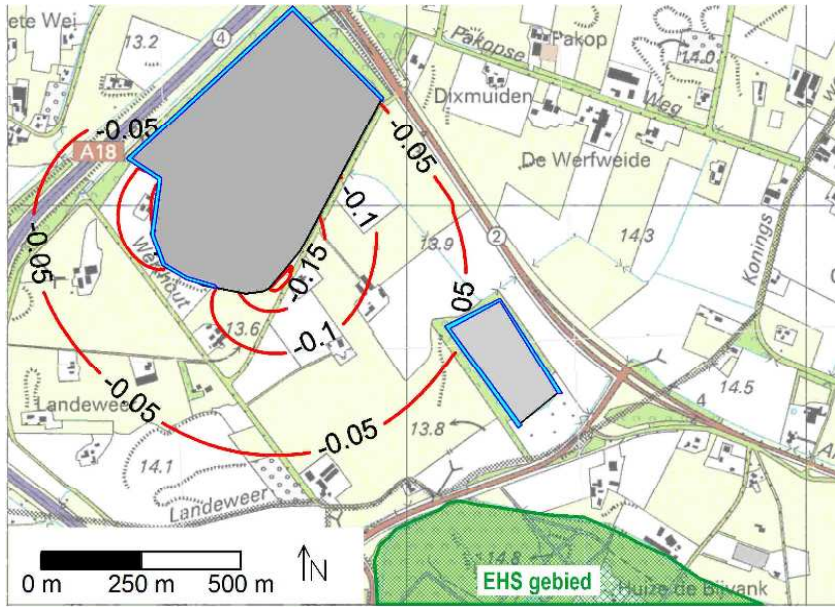 ete Wei
13.2
4
Pakopse
Pakop
14.0
Dixmuiden
Weg
-0.05
A18
-0.05
De Werfweide
-0.1
-0.05
13.9
2
14.3
Konings
-0.15
05
13.6
-0.1
Landeweer
14.5
4
-0.05
-0.05
13.8
14.1
Landeweer
14.8
EHS gebied
Huize de Bijvank
0 m 250 m 500 m
N